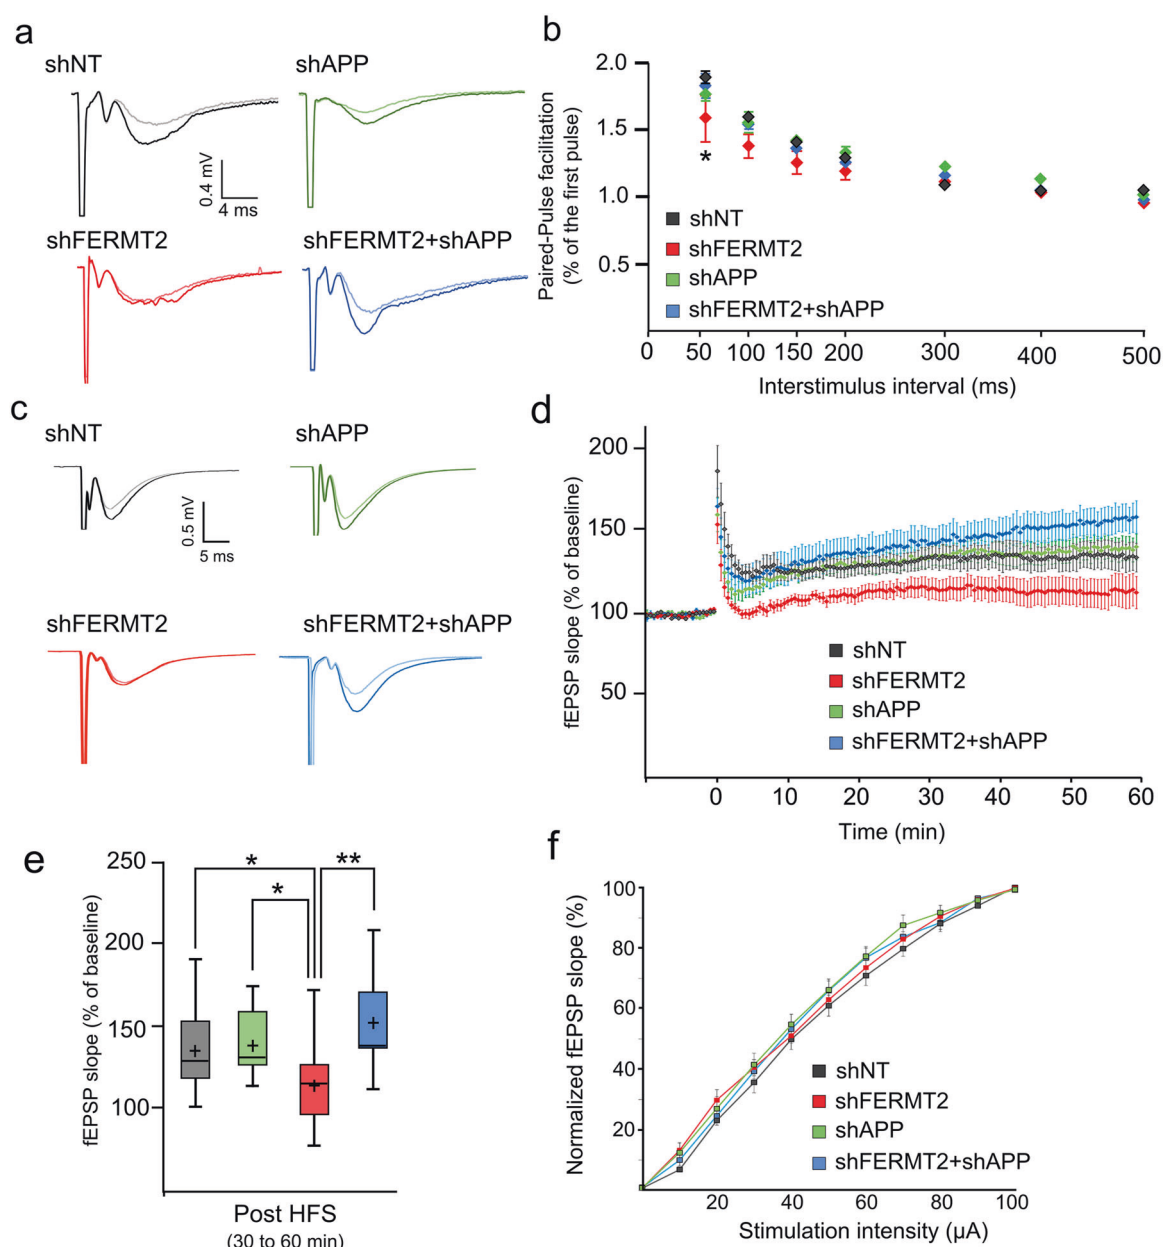 a
shNT
shAPP
0.4 mV
4 ms
shFERMT2
shFERMT2+shAPP
b
Paired-Pulse facilitation
(% of the first pulse)
2.0
1.5
1.0
0.5
*
shNT
shFERMT2
shAPP
shFERMT2+shAPP
0 50 100 150 200 300 400 500
Interstimulus interval (ms)
c
shNT
shAPP
0.5 mV
5 ms
shFERMT2
shFERMT2+shAPP
d
fEPSP slope (% of baseline)
200
150
100
50
shNT
shFERMT2
shAPP
shFERMT2+shAPP
0 10 20 30 40 50 60
Time (min)
e
fEPSP slope (% of baseline)
250
200
150
100
* **
*
Post HFS
(30 to 60 min)
f
Normalized fEPSP slope (%)
100
80
60
40
20
shNT
shFERMT2
shAPP
shFERMT2+shAPP
20 40 60 80 100
Stimulation intensity (µA)